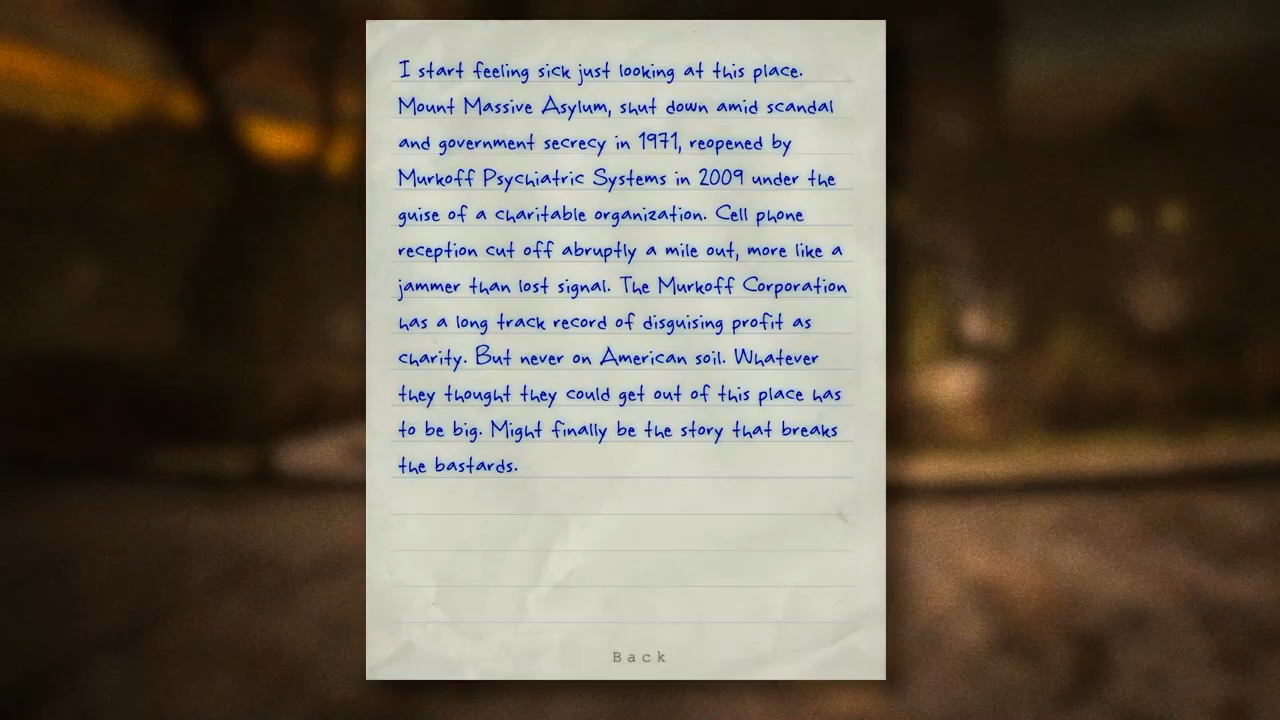 I start feeling sick just looking at this place.
Mount Massive Asylum, shut down amid scandal
and government secrecy in 1971, reopened by
Murkoff Psychiatric Systems in 2009 under the
guise of a charitable organization. Cell phone
reception cut off abruptly a mile out, more like a
jammer than lost signal. The Murkoff Corporation
has a long track record of disguising profit as
charity. But never on American soil. Whatever
they thought they could get out of this place has
to be big. Might finally be the story that breaks
the bastards.
Back